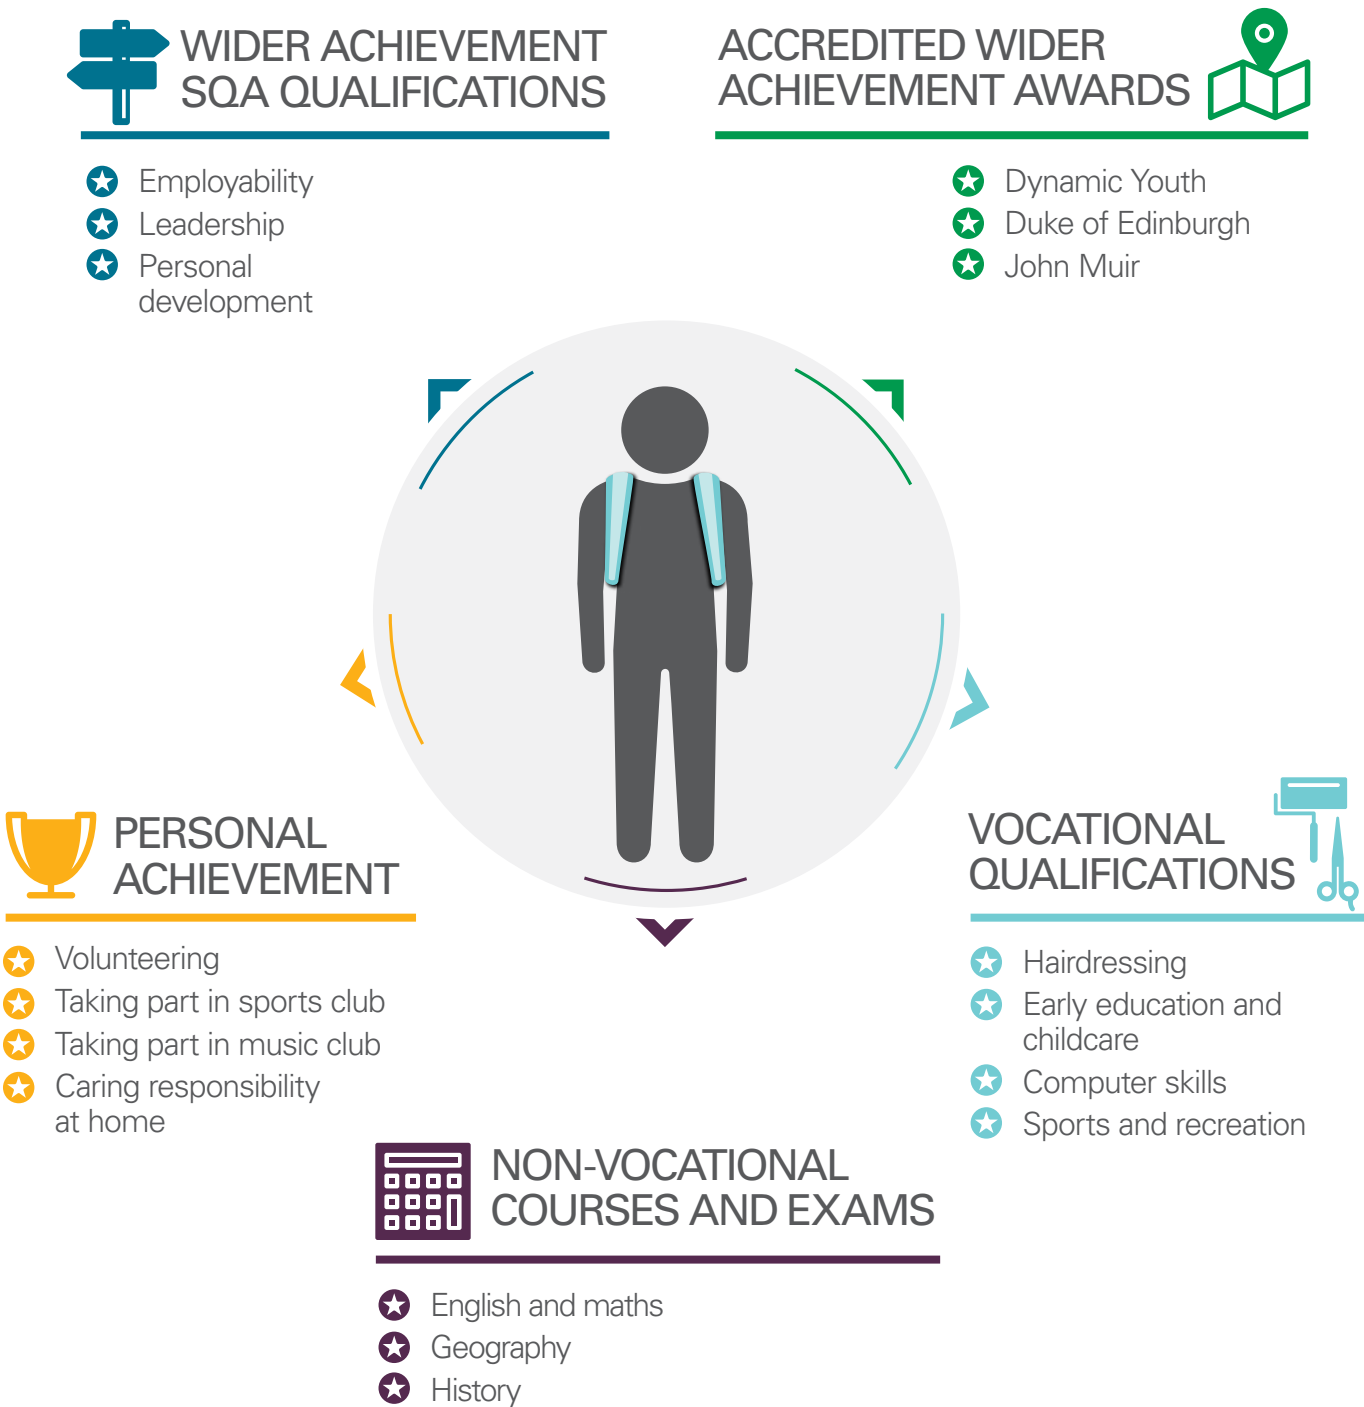 WIDER ACHIEVEMENT
SQA QUALIFICATIONS
Employability
Leadership
Personal
development
ACCREDITED WIDER
ACHIEVEMENT AWARDS
Dynamic Youth
Duke of Edinburgh
John Muir
PERSONAL
ACHIEVEMENT
Volunteering
Taking part in sports club
Taking part in music club
Caring responsibility
at home
VOCATIONAL
QUALIFICATIONS
Hairdressing
Early education and
childcare
Computer skills
Sports and recreation
NON-VOCATIONAL
COURSES AND EXAMS
English and maths
Geography
History